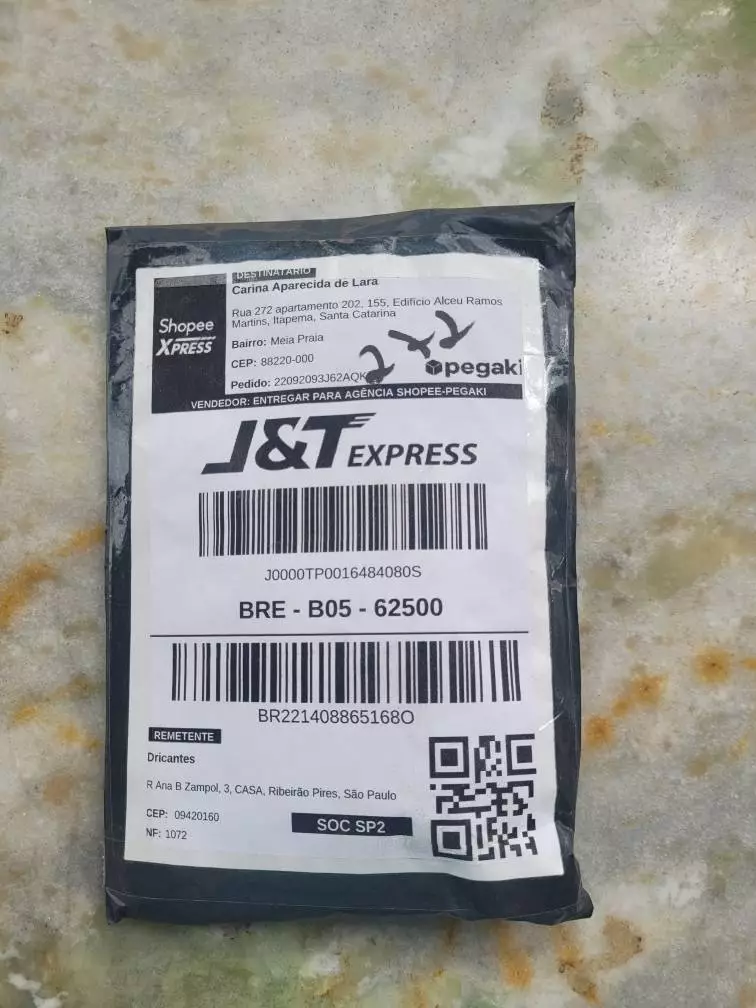 DESTINATÁRIO
Carina Aparecida de Lara
Rua 272 apartamento 202, 155, Edifício Alceu Ramos
Martins, Itapema, Santa Catarina
Bairro: Meia Praia
CEP: 88220-000
Pedido: 22092093J62AQK
Shopee
XPRESS
2x2
pegaki
VENDEDOR: ENTREGAR PARA AGÊNCIA SHOPEE-PEGAKI
J&T EXPRESS
J0000TP0016484080S
BRE - B05 - 62500
BR221408865168O
REMETENTE
Dricantes
R Ana B Zampol, 3, CASA, Ribeirão Pires, São Paulo
CEP: 09420160
NF: 1072
SOC SP2